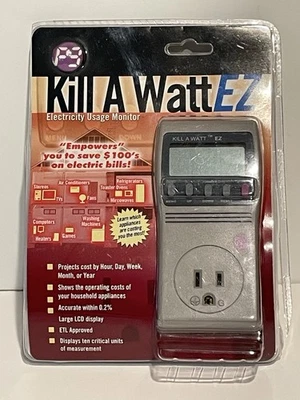 P3
Kill A Watt EZ
Electricity Usage Monitor
"Empowers"
you to save $100's
on electric bills!
Air Conditioners
Refrigerators
Stereos
Toaster Ovens
TVs
Fans
Microwaves
Computers
Washing
Machines
Heaters
Games
Learn which
appliances
are costing
you the most!
KILL A WATT™ EZ
G
Projects cost by Hour, Day, Week,
Month, or Year
Shows the operating costs of
your household appliances
Accurate within 0.2%
Large LCD display
ETL Approved
Displays ten critical units
of measurement